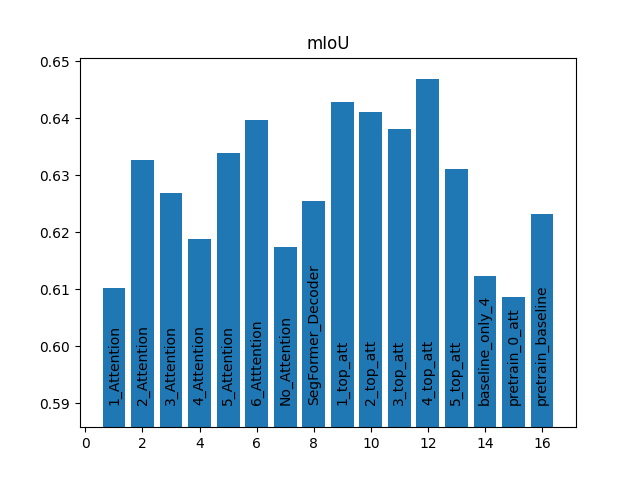 mIoU
0.65
0.64
0.63
0.62
0.61
0.60
0.59
1_Attention
2_Attention
3_Attention
4_Attention
5_Attention
6_Atttention
No_Attention
SegFormer_Decoder
1_top_att
2_top_att
3_top_att
4_top_att
5_top_att
baseline_only_4
pretrain_0_att
pretrain_baseline
0 2 4 6 8 10 12 14 16